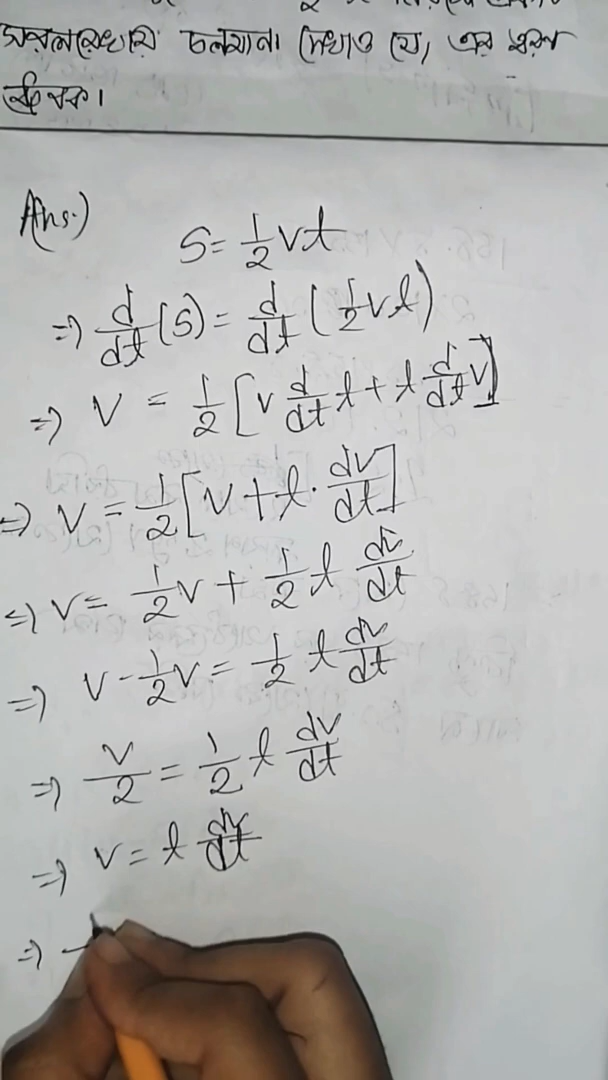 সরলরেখায় চলমান। দেখাও যে, এর ত্বরণ
ধ্রুবক।
Ans.)
S = 1/2 vt
⇒ d/dt (S) = d/dt (1/2 vt)
⇒ v = 1/2 [v d/dt t + t d/dt v]
⇒ v = 1/2 [v + t · dv/dt]
⇒ v = 1/2 v + 1/2 t dv/dt
⇒ v - 1/2 v = 1/2 t dv/dt
⇒ v/2 = 1/2 t dv/dt
⇒ v = t dv/dt
⇒